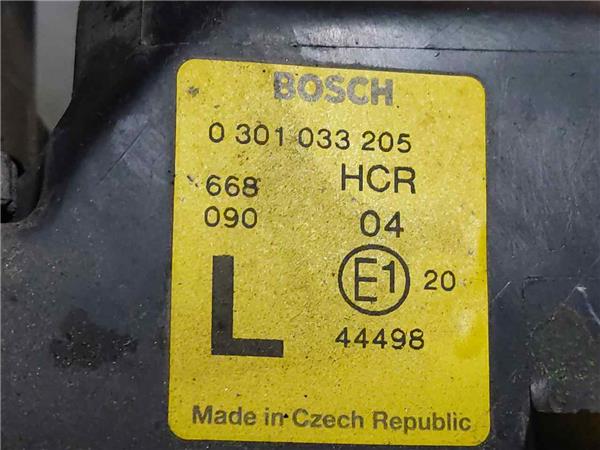 BOSCH
0 301 033 205
668 HCR
090 04
L E1 20
44498
Made in Czech Republic